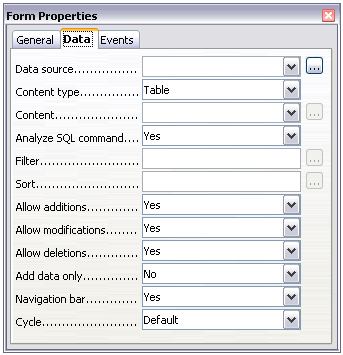 Form Properties
General Data Events
Data source.................. ...
Content type............... Table
Content....................... ...
Analyze SQL command... Yes
Filter........................... ...
Sort............................ ...
Allow additions............. Yes
Allow modifications........ Yes
Allow deletions............. Yes
Add data only............... No
Navigation bar.............. Yes
Cycle.......................... Default